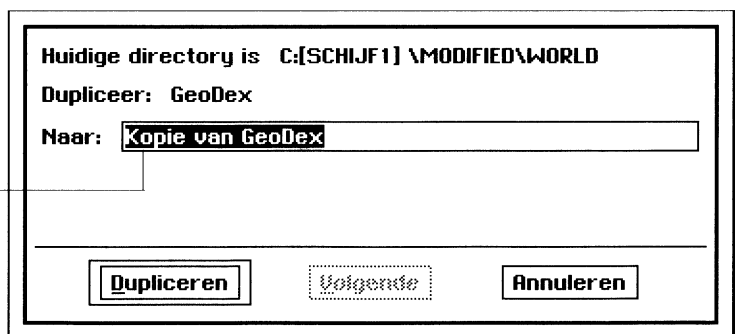 Huidige directory is C:[SCHIJF1] \MODIFIED\WORLD
Dupliceer: GeoDex
Naar: Kopie van GeoDex
Dupliceren Volgende Annuleren